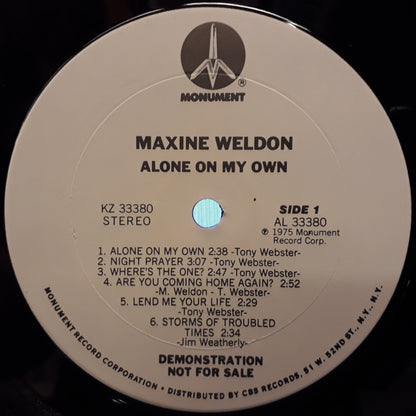 ®
MONUMENT
MAXINE WELDON
ALONE ON MY OWN
KZ 33380
STEREO
SIDE 1
AL 33380
℗ 1975 Monument
Record Corp.
1. ALONE ON MY OWN 2:38 -Tony Webster-
2. NIGHT PRAYER 3:07 -Tony Webster-
3. WHERE'S THE ONE? 2:47 -Tony Webster-
4. ARE YOU COMING HOME AGAIN? 2:52
-M. Weldon - T. Webster-
5. LEND ME YOUR LIFE 2:29
-Tony Webster-
6. STORMS OF TROUBLED
TIMES 2:34
-Jim Weatherly-
DEMONSTRATION
NOT FOR SALE
MONUMENT RECORD CORPORATION • DISTRIBUTED BY CBS RECORDS, 51 W. 52ND ST., N.Y., N.Y.